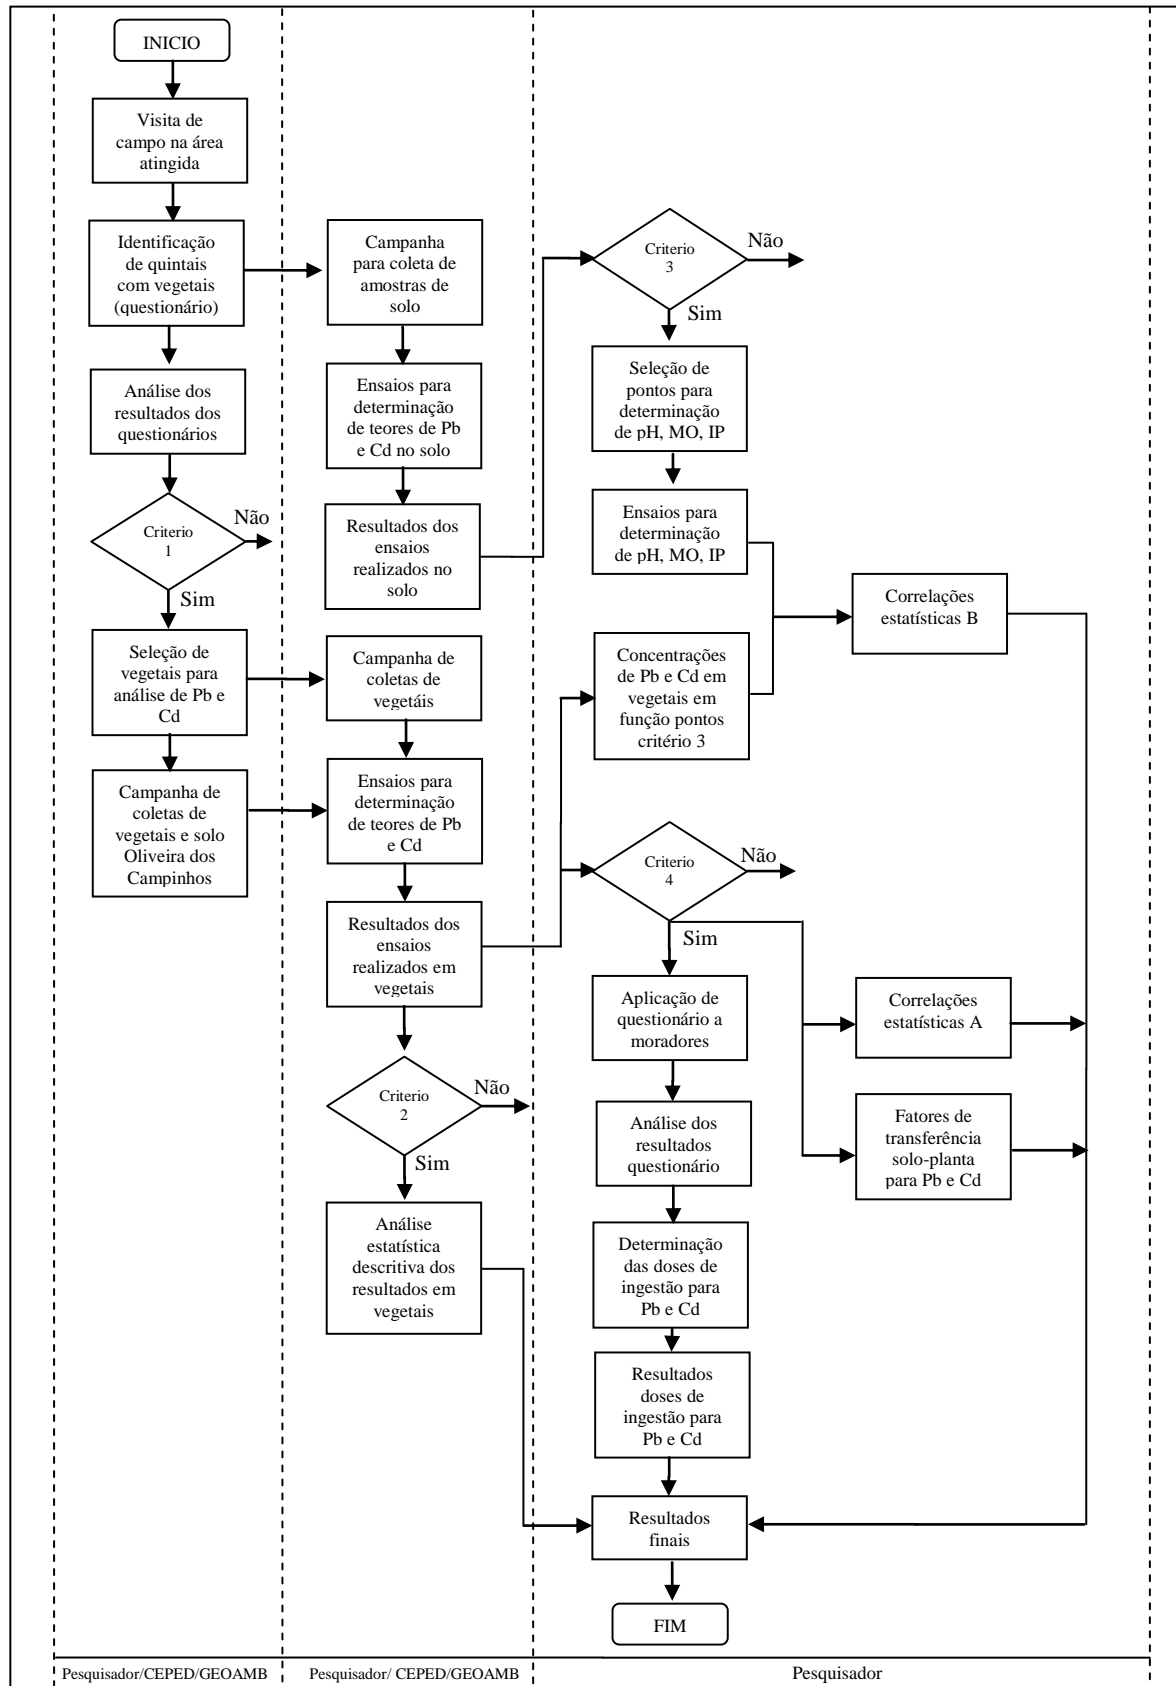 INICIO
Visita de
campo na área
atingida
Identificação
de quintais
com vegetais
(questionário)
Análise dos
resultados dos
questionários
Criterio
1
Não
Sim
Seleção de
vegetais para
análise de Pb e
Cd
Campanha de
coletas de
vegetais e solo
Oliveira dos
Campinhos
Pesquisador/CEPED/GEOAMB
Campanha
para coleta de
amostras de
solo
Ensaios para
determinação
de teores de Pb
e Cd no solo
Resultados dos
ensaios
realizados no
solo
Campanha de
coletas de
vegetáis
Ensaios para
determinação
de teores de Pb
e Cd
Resultados dos
ensaios
realizados em
vegetais
Criterio
2
Não
Sim
Análise
estatística
descritiva dos
resultados em
vegetais
Pesquisador/ CEPED/GEOAMB
Criterio
3
Não
Sim
Seleção de
pontos para
determinação
de pH, MO, IP
Ensaios para
determinação
de pH, MO, IP
Concentrações
de Pb e Cd em
vegetais em
função pontos
critério 3
Correlações
estatísticas B
Criterio
4
Não
Sim
Aplicação de
questionário a
moradores
Correlações
estatísticas A
Análise dos
resultados
questionário
Fatores de
transferência
solo-planta
para Pb e Cd
Determinação
das doses de
ingestão para
Pb e Cd
Resultados
doses de
ingestão para
Pb e Cd
Resultados
finais
FIM
Pesquisador